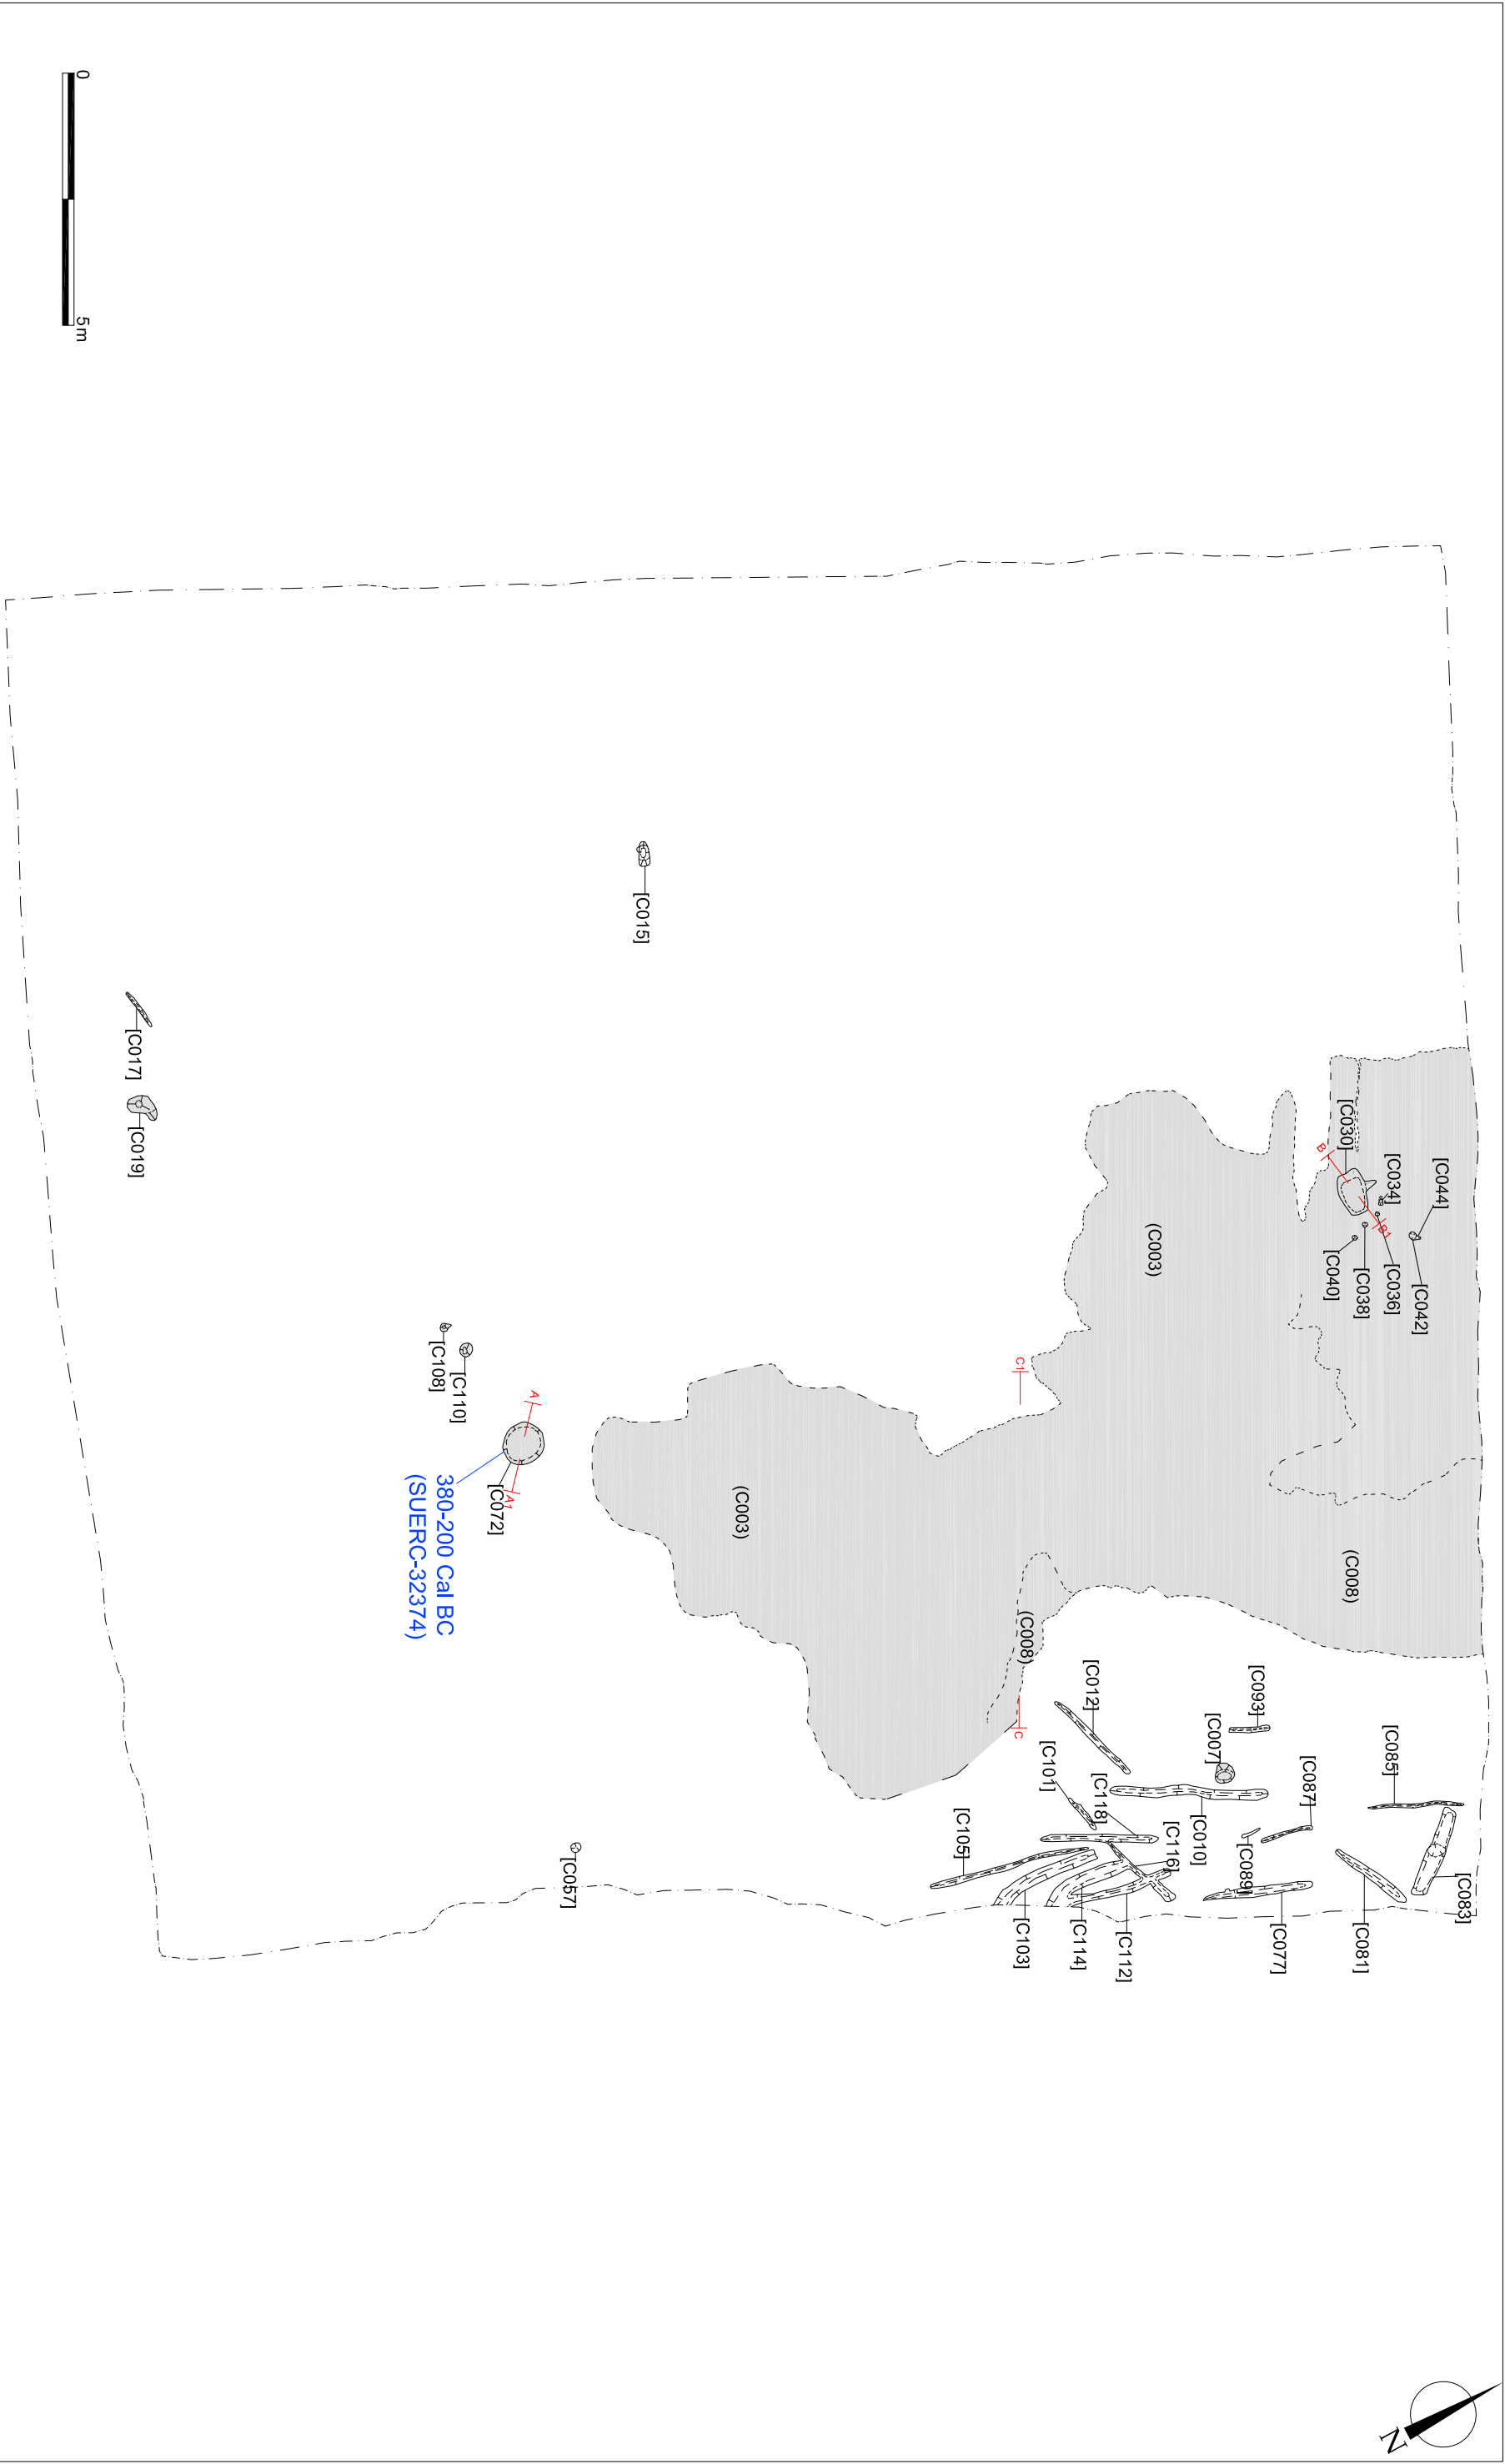 0
5 m
[C044]
[C034]
[C030]
B
B1
[C042]
[C036]
[C038]
[C040]
(C003)
[C015]
[C017]
[C019]
[C108]
[C110]
A
A1
[C072]
380-200 Cal BC
(SUERC-32374)
C1
(C003)
(C008)
(C008)
C
[C012]
[C093]
[C007]
[C085]
[C087]
[C101]
[C118]
[C010]
[C116]
[C089]
[C083]
[C105]
[C057]
[C103]
[C114]
[C112]
[C077]
[C081]
N